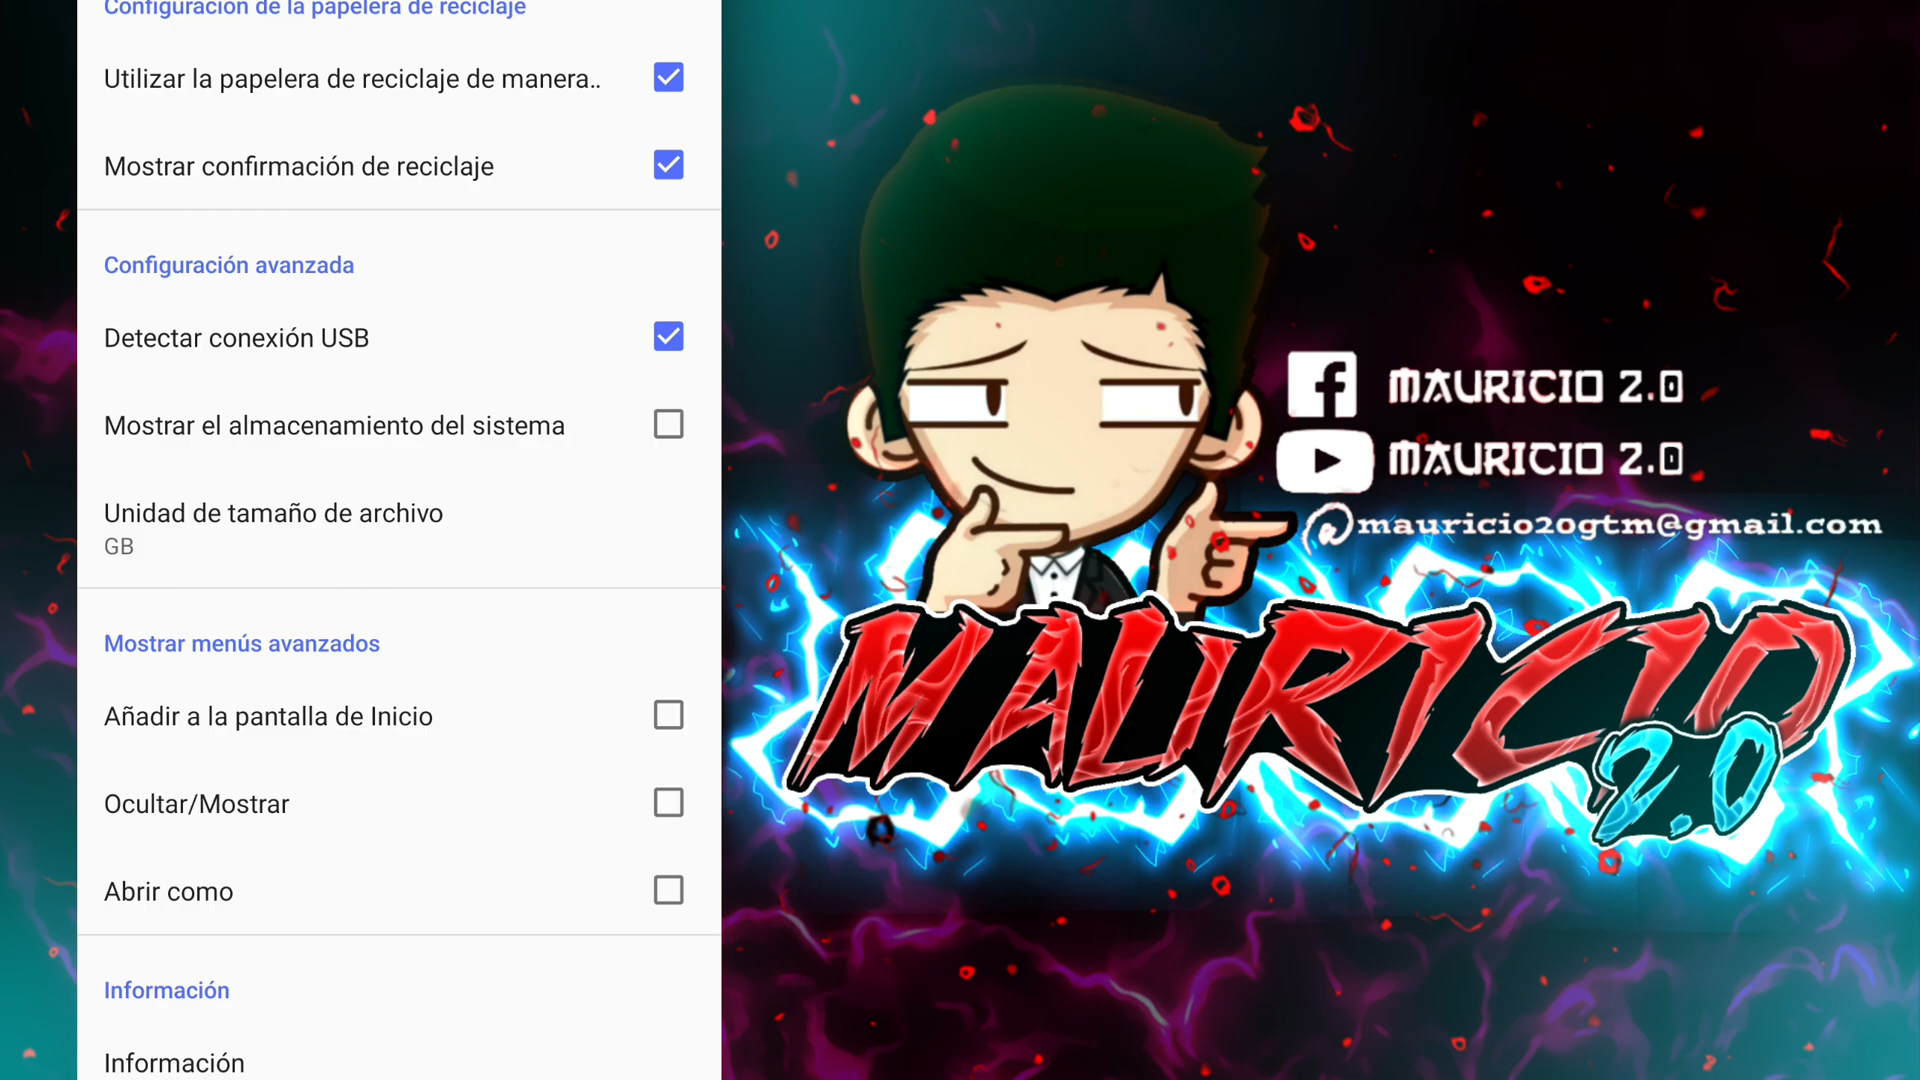 Configuración de la papelera de reciclaje
Utilizar la papelera de reciclaje de manera..
Mostrar confirmación de reciclaje
Configuración avanzada
Detectar conexión USB
Mostrar el almacenamiento del sistema
Unidad de tamaño de archivo
GB
Mostrar menús avanzados
Añadir a la pantalla de Inicio
Ocultar/Mostrar
Abrir como
Información
Información
MAURICIO 2.0
MAURICIO 2.0
@mauricio20gtm@gmail.com
MAURICIO
2.0